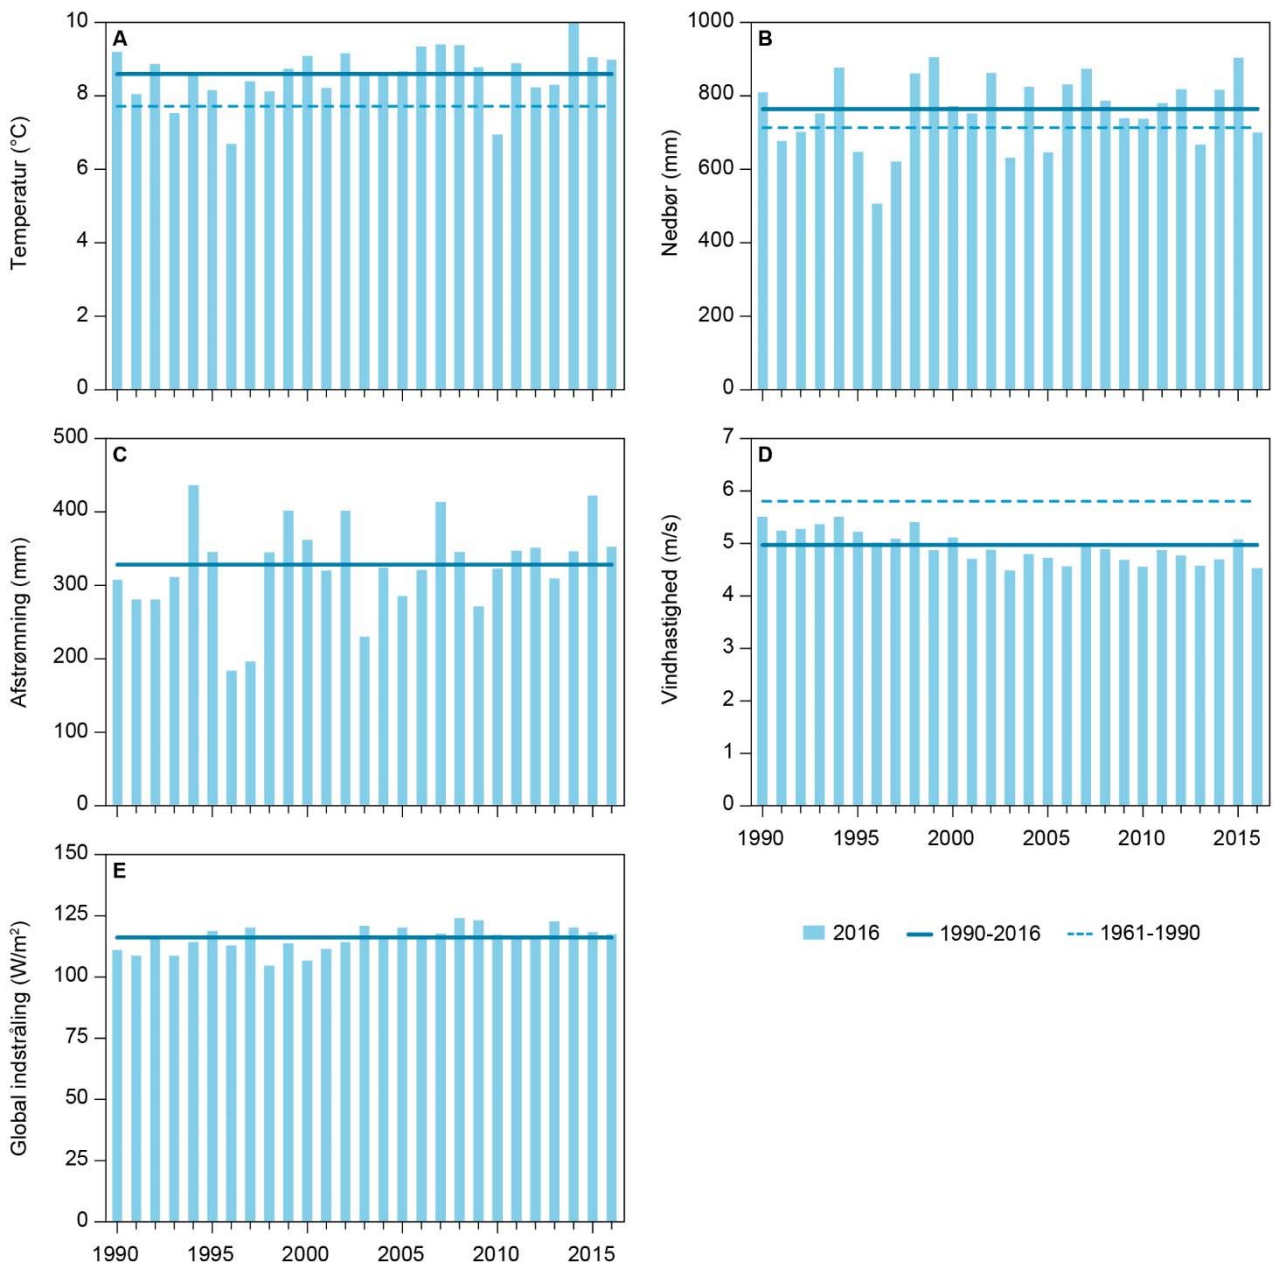 A
Temperatur (°C)
10
8
6
4
2
0
B
Nedbør (mm)
1000
800
600
400
200
0
C
Afstrømning (mm)
500
400
300
200
100
0
D
Vindhastighed (m/s)
7
6
5
4
3
2
1
0
1990 1995 2000 2005 2010 2015
E
Global indstråling (W/m²)
150
125
100
75
50
25
0
1990 1995 2000 2005 2010 2015
2016 1990-2016 1961-1990